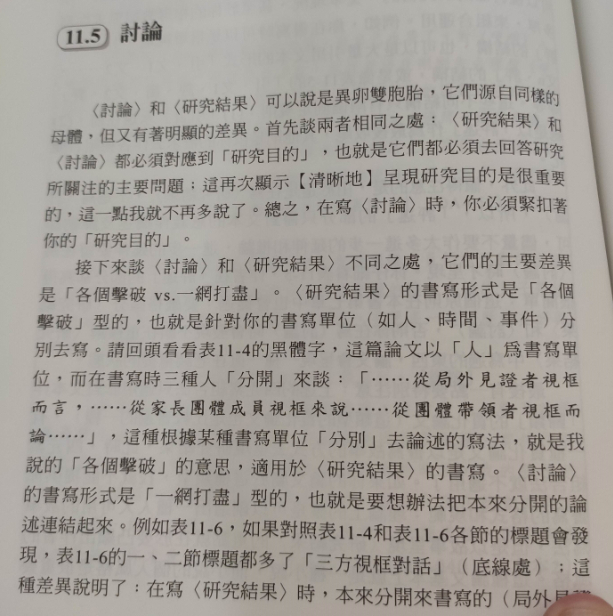 11.5 討論
〈討論〉和〈研究結果〉可以說是異卵雙胞胎，它們源自同樣的
母體，但又有著明顯的差異。首先談兩者相同之處：〈研究結果〉和
〈討論〉都必須對應到「研究目的」，也就是它們都必須去回答研究
所關注的主要問題：這再次顯示【清晰地】呈現研究目的是很重要
的，這一點我就不再多說了。總之，在寫〈討論〉時，你必須緊扣著
你的「研究目的」。
接下來談〈討論〉和〈研究結果〉不同之處，它們的主要差異
是「各個擊破 vs.一網打盡」。〈研究結果〉的書寫形式是「各個
擊破」型的，也就是針對你的書寫單位（如人、時間、事件）分
別去寫。請回頭看看表11-4的黑體字，這篇論文以「人」為書寫單
位，而在書寫時三種人「分開」來談：「⋯⋯從局外見證者視框
而言，⋯⋯從家長團體成員視框來說⋯⋯從團體帶領者視框而
論⋯⋯」，這種根據某種書寫單位「分別」去論述的寫法，就是我
說的「各個擊破」的意思，適用於〈研究結果〉的書寫。〈討論〉
的書寫形式是「一網打盡」型的，也就是要想辦法把本來分開的論
述連結起來。例如表11-6，如果對照表11-4和表11-6各節的標題會發
現，表11-6的一、二節標題都多了「三方視框對話」（底線處）：這
種差異說明了：在寫〈研究結果〉時，本來分開來書寫的（局外見